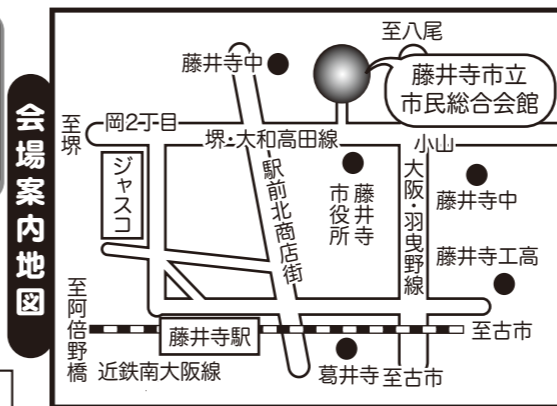 会場案内地図
至八尾
藤井寺中
藤井寺市立
市民総合会館
至堺
岡2丁目
堺・大和高田線
小山
ジャスコ
駅前北商店街
藤井寺
市役所
大阪・羽曳野線
藤井寺中
藤井寺工高
至阿倍野橋
藤井寺駅
至古市
近鉄南大阪線
葛井寺
至古市